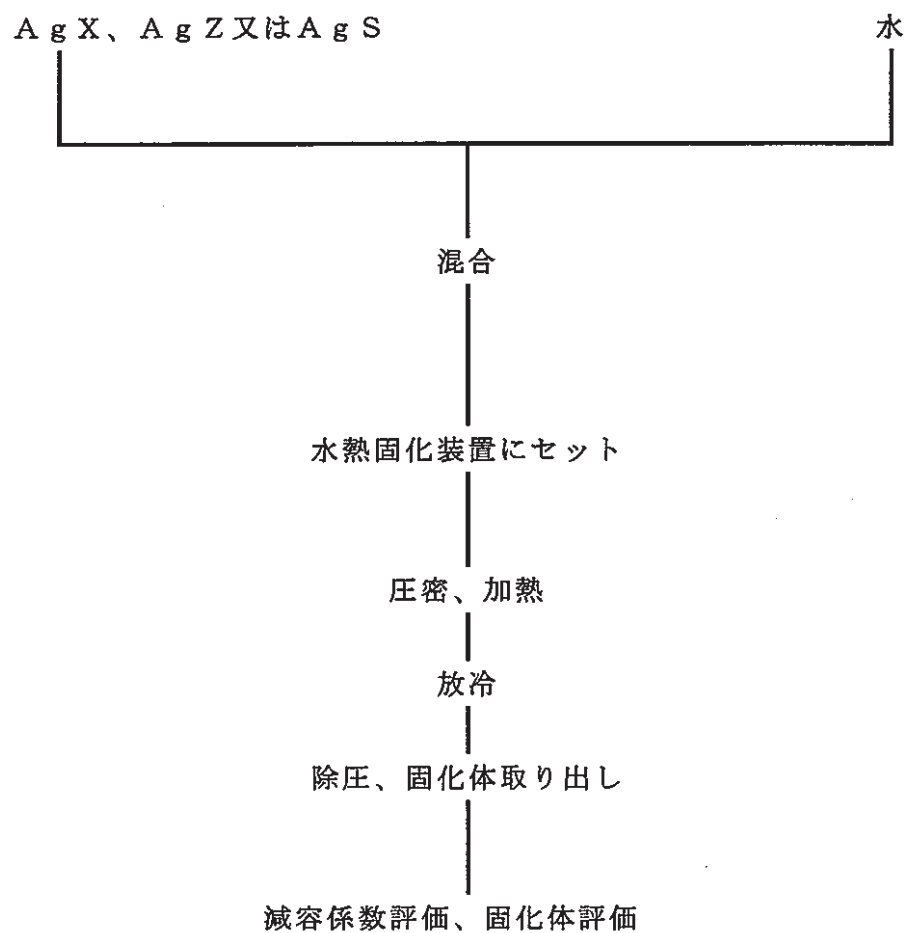 AgX、AgZ又はAgS
水
混合
水熱固化装置にセット
圧密、加熱
放冷
除圧、固化体取り出し
減容係数評価、固化体評価